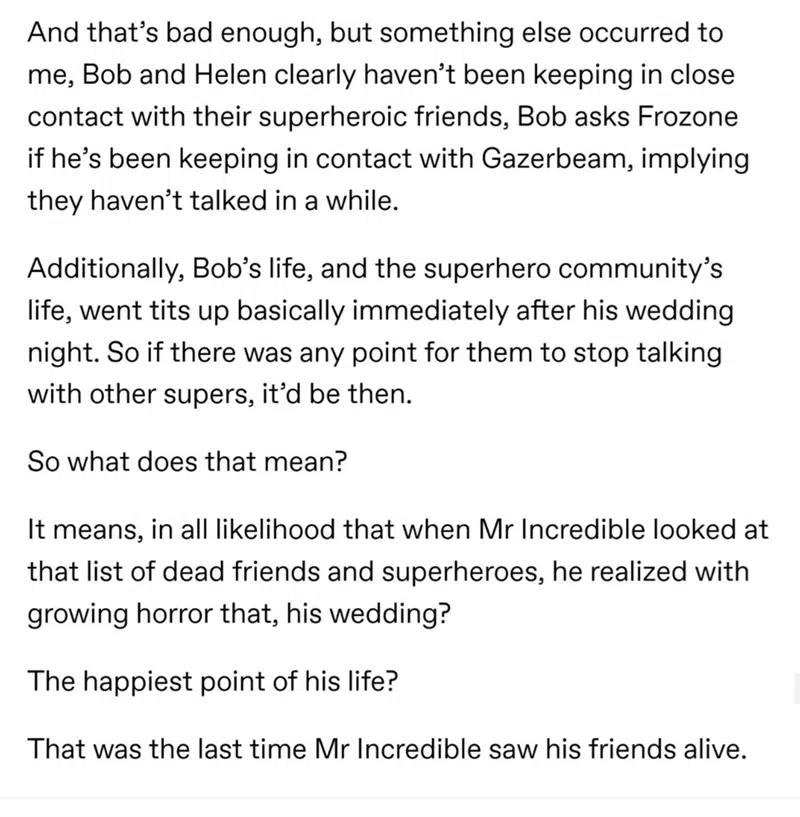 And that’s bad enough, but something else occurred to
me, Bob and Helen clearly haven’t been keeping in close
contact with their superheroic friends, Bob asks Frozone
if he’s been keeping in contact with Gazerbeam, implying
they haven’t talked in a while.
Additionally, Bob’s life, and the superhero community’s
life, went tits up basically immediately after his wedding
night. So if there was any point for them to stop talking
with other supers, it’d be then.
So what does that mean?
It means, in all likelihood that when Mr Incredible looked at
that list of dead friends and superheroes, he realized with
growing horror that, his wedding?
The happiest point of his life?
That was the last time Mr Incredible saw his friends alive.